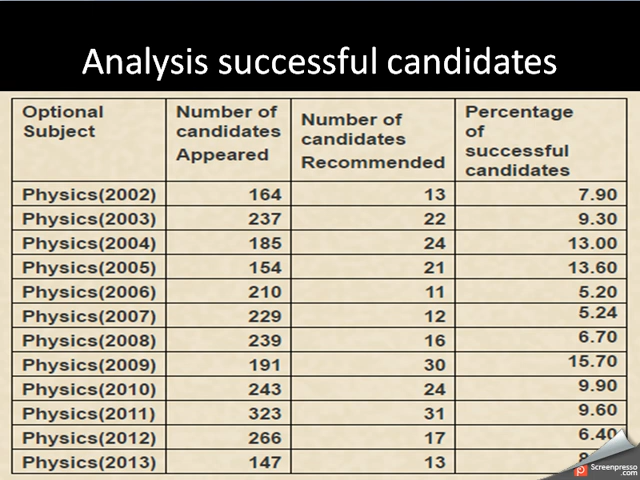 Analysis successful candidates
Optional Subject | Number of candidates Appeared | Number of candidates Recommended | Percentage of successful candidates
Physics(2002) 164 13 7.90
Physics(2003) 237 22 9.30
Physics(2004) 185 24 13.00
Physics(2005) 154 21 13.60
Physics(2006) 210 11 5.20
Physics(2007) 229 12 5.24
Physics(2008) 239 16 6.70
Physics(2009) 191 30 15.70
Physics(2010) 243 24 9.90
Physics(2011) 323 31 9.60
Physics(2012) 266 17 6.40
Physics(2013) 147 13
Screenpresso
.com